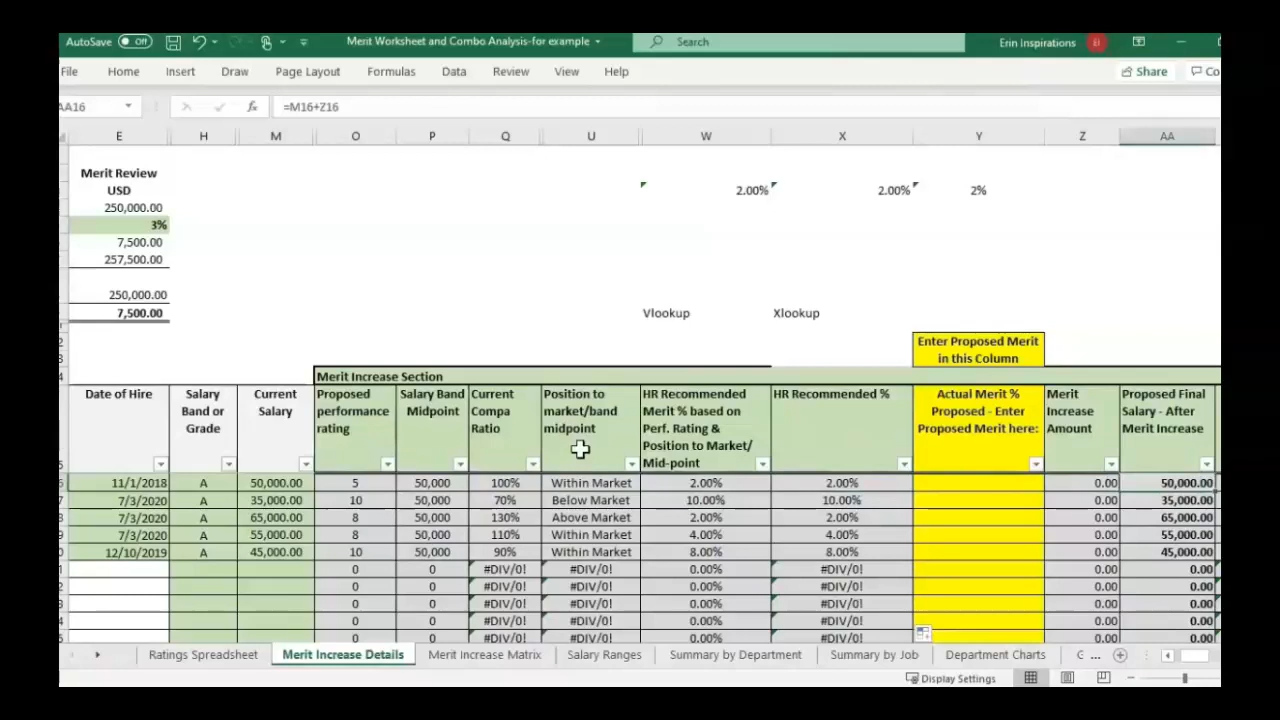 AutoSave Off Merit Worksheet and Combo Analysis-for example Search Erin Inspirations EI
File Home Insert Draw Page Layout Formulas Data Review View Help Share Co
AA16 fx =M16+Z16
E H M O P Q U W X Y Z AA
Merit Review
USD 2.00% 2.00% 2%
250,000.00
3%
7,500.00
257,500.00
250,000.00
7,500.00 Vlookup Xlookup
Enter Proposed Merit
in this Column
Merit Increase Section
Date of Hire
Salary
Band or
Grade
Current
Salary
Proposed
performance
rating
Salary Band
Midpoint
Current
Compa
Ratio
Position to
market/band
midpoint
HR Recommended
Merit % based on
Perf. Rating &
Position to Market/
Mid-point
HR Recommended %
Actual Merit %
Proposed - Enter
Proposed Merit here:
Merit
Increase
Amount
Proposed Final
Salary - After
Merit Increase
11/1/2018 A 50,000.00 5 50,000 100% Within Market 2.00% 2.00% 0.00 50,000.00
7/3/2020 A 35,000.00 10 50,000 70% Below Market 10.00% 10.00% 0.00 35,000.00
7/3/2020 A 65,000.00 8 50,000 130% Above Market 2.00% 2.00% 0.00 65,000.00
7/3/2020 A 55,000.00 8 50,000 110% Within Market 4.00% 4.00% 0.00 55,000.00
12/10/2019 A 45,000.00 10 50,000 90% Within Market 8.00% 8.00% 0.00 45,000.00
0 0 #DIV/0! #DIV/0! 0.00% #DIV/0! 0.00 0.00
0 0 #DIV/0! #DIV/0! 0.00% #DIV/0! 0.00 0.00
0 0 #DIV/0! #DIV/0! 0.00% #DIV/0! 0.00 0.00
0 0 #DIV/0! #DIV/0! 0.00% #DIV/0! 0.00 0.00
0 0 #DIV/0! #DIV/0! 0.00% #DIV/0! 0.00 0.00
Ratings Spreadsheet Merit Increase Details Merit Increase Matrix Salary Ranges Summary by Department Summary by Job Department Charts ...
Display Settings